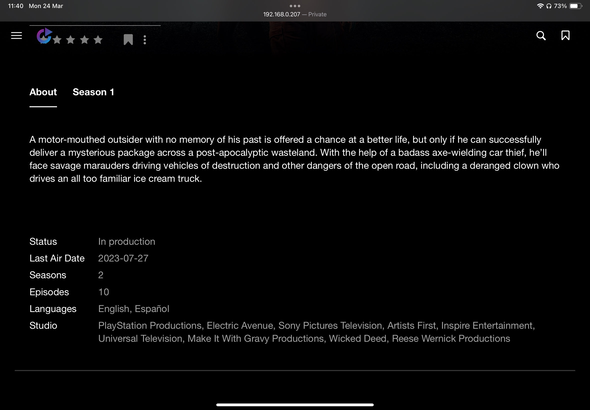 11:40 Mon 24 Mar
73%
192.168.0.207 — Private
About Season 1
A motor-mouthed outsider with no memory of his past is offered a chance at a better life, but only if he can successfully
deliver a mysterious package across a post-apocalyptic wasteland. With the help of a badass axe-wielding car thief, he'll
face savage marauders driving vehicles of destruction and other dangers of the open road, including a deranged clown who
drives an all too familiar ice cream truck.
Status In production
Last Air Date 2023-07-27
Seasons 2
Episodes 10
Languages English, Español
Studio PlayStation Productions, Electric Avenue, Sony Pictures Television, Artists First, Inspire Entertainment,
Universal Television, Make It With Gravy Productions, Wicked Deed, Reese Wernick Productions